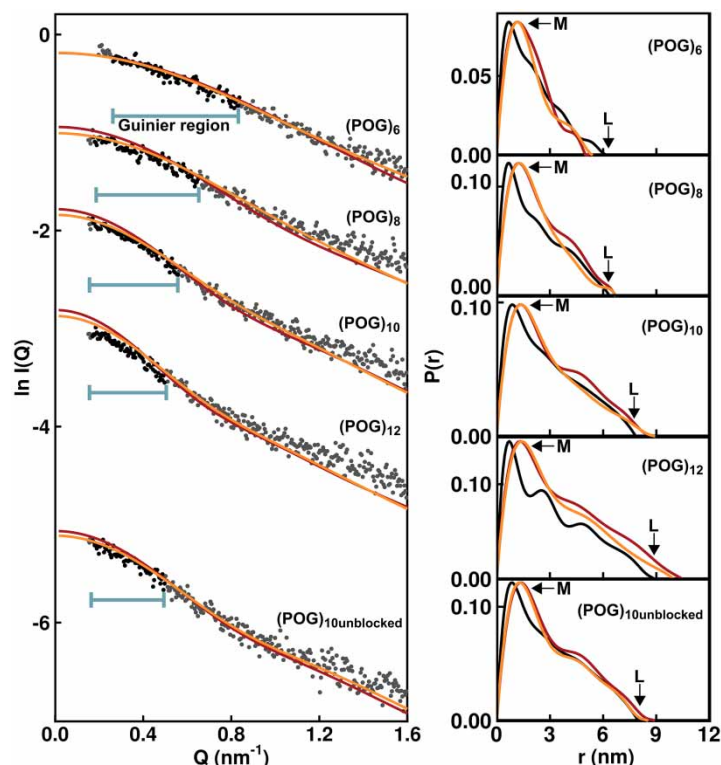 0
-2
-4
-6
ln I(Q)
Guinier region
(POG)6
(POG)8
(POG)10
(POG)12
(POG)10unblocked
0.0 0.4 0.8 1.2 1.6
Q (nm-1)
P(r)
0.05
0.00
M
L
(POG)6
0.10
0.00
M
L
(POG)8
0.10
0.00
M
L
(POG)10
0.10
0.00
M
L
(POG)12
0.10
0.00
M
L
(POG)10unblocked
0 3 6 9 12
r (nm)